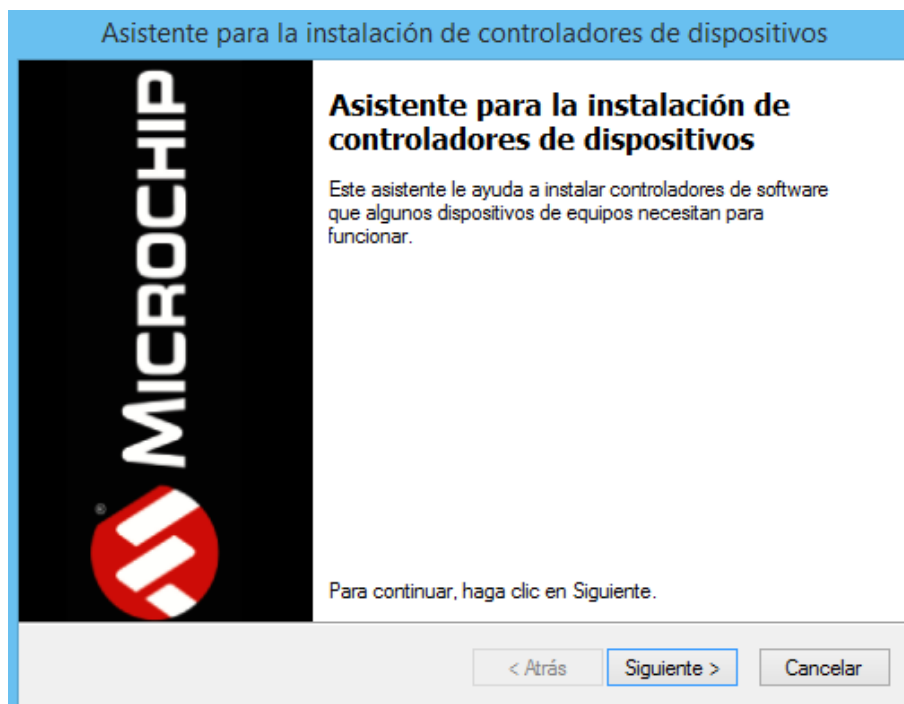 Asistente para la instalación de controladores de dispositivos
MICROCHIP
®
Asistente para la instalación de
controladores de dispositivos
Este asistente le ayuda a instalar controladores de software
que algunos dispositivos de equipos necesitan para
funcionar.
Para continuar, haga clic en Siguiente.
< Atrás
Siguiente >
Cancelar